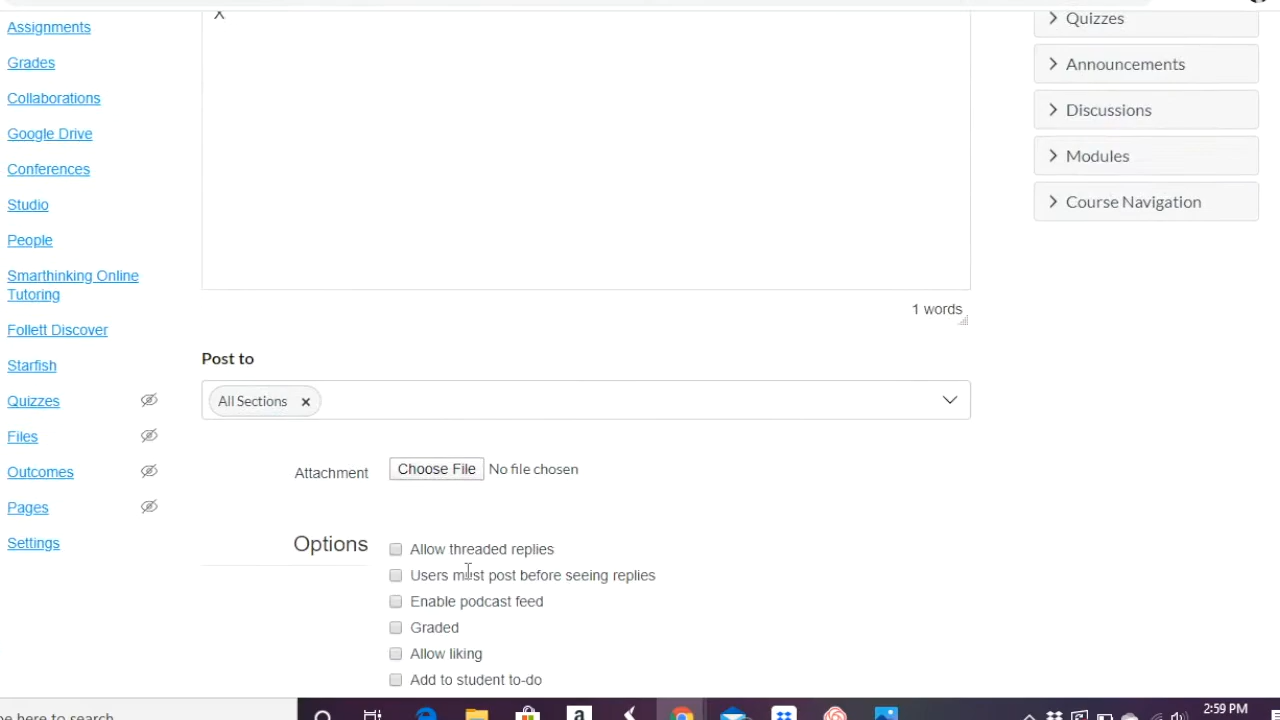 Assignments
Grades
Collaborations
Google Drive
Conferences
Studio
People
Smarthinking Online
Tutoring
Follett Discover
Starfish
Quizzes
Files
Outcomes
Pages
Settings
X
1 words
Post to
All Sections ×
Attachment Choose File No file chosen
Options
Allow threaded replies
Users must post before seeing replies
Enable podcast feed
Graded
Allow liking
Add to student to-do
Quizzes
Announcements
Discussions
Modules
Course Navigation
here to search
2:59 PM